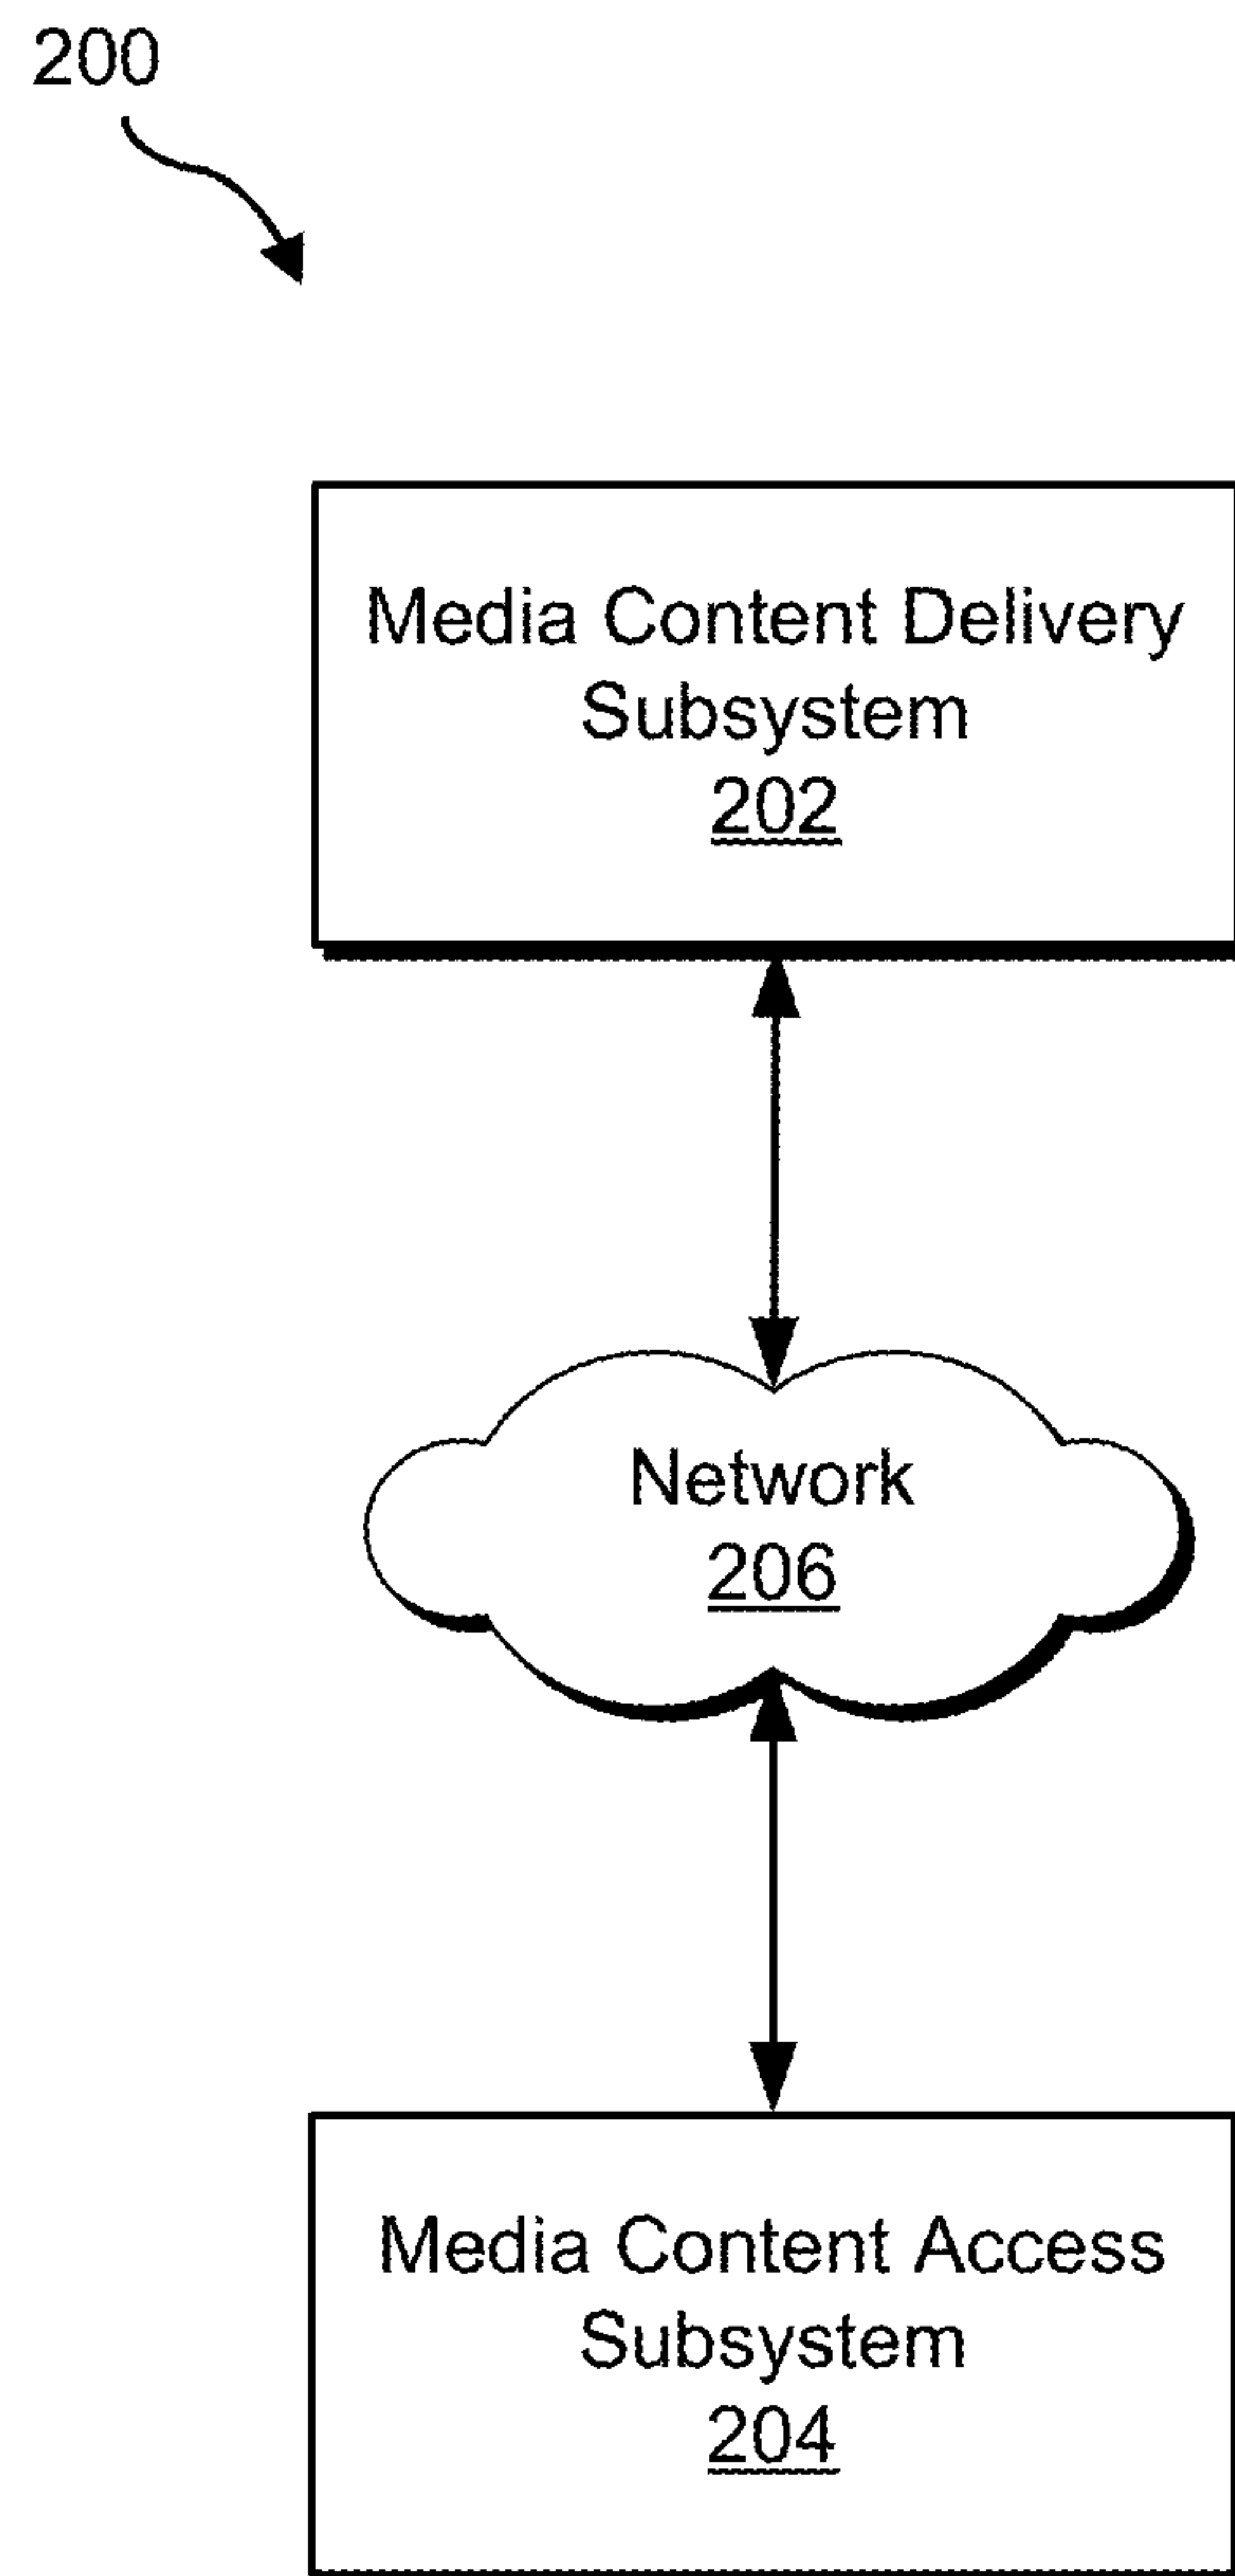 200
Media Content Delivery
Subsystem
202
Network
206
Media Content Access
Subsystem
204